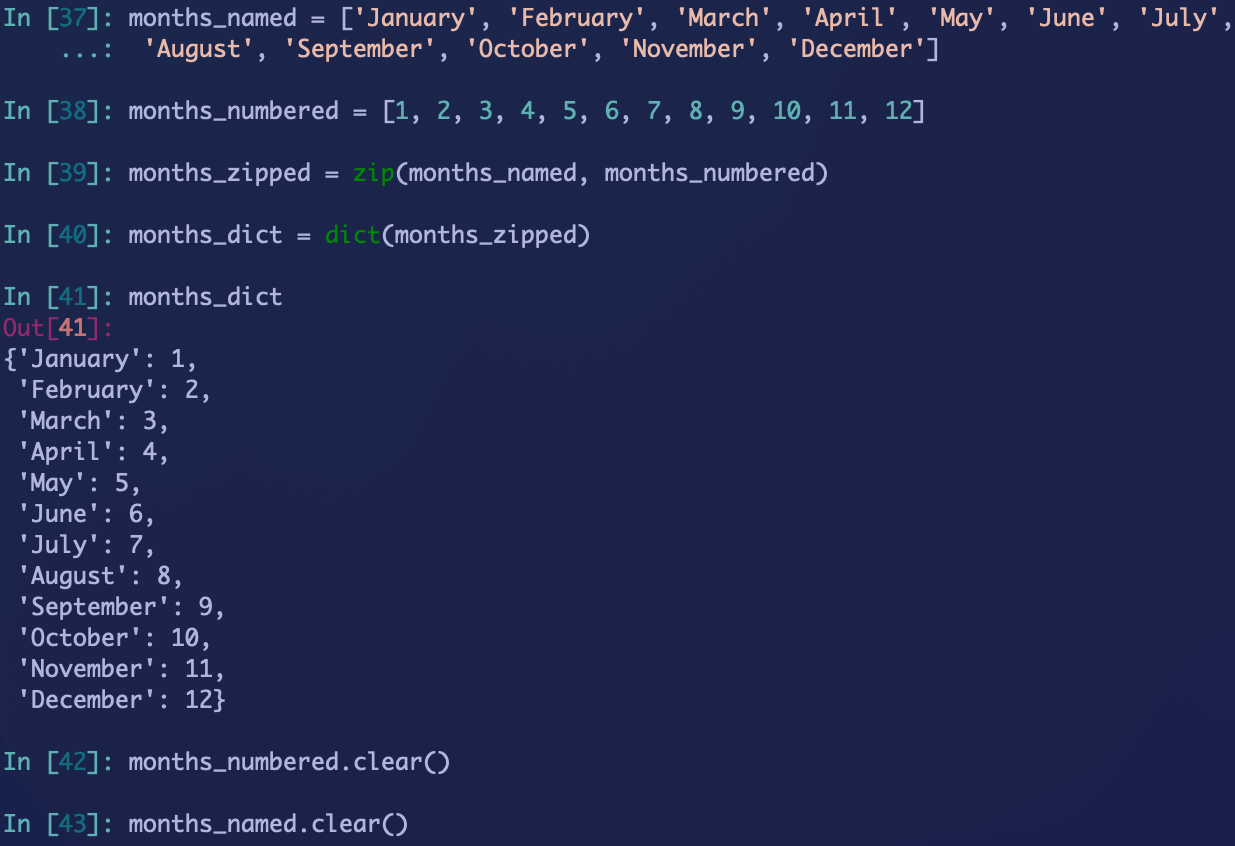 In [37]: months_named = ['January', 'February', 'March', 'April', 'May', 'June', 'July',
    ...:  'August', 'September', 'October', 'November', 'December']
In [38]: months_numbered = [1, 2, 3, 4, 5, 6, 7, 8, 9, 10, 11, 12]
In [39]: months_zipped = zip(months_named, months_numbered)
In [40]: months_dict = dict(months_zipped)
In [41]: months_dict
Out[41]:
{'January': 1,
 'February': 2,
 'March': 3,
 'April': 4,
 'May': 5,
 'June': 6,
 'July': 7,
 'August': 8,
 'September': 9,
 'October': 10,
 'November': 11,
 'December': 12}
In [42]: months_numbered.clear()
In [43]: months_named.clear()